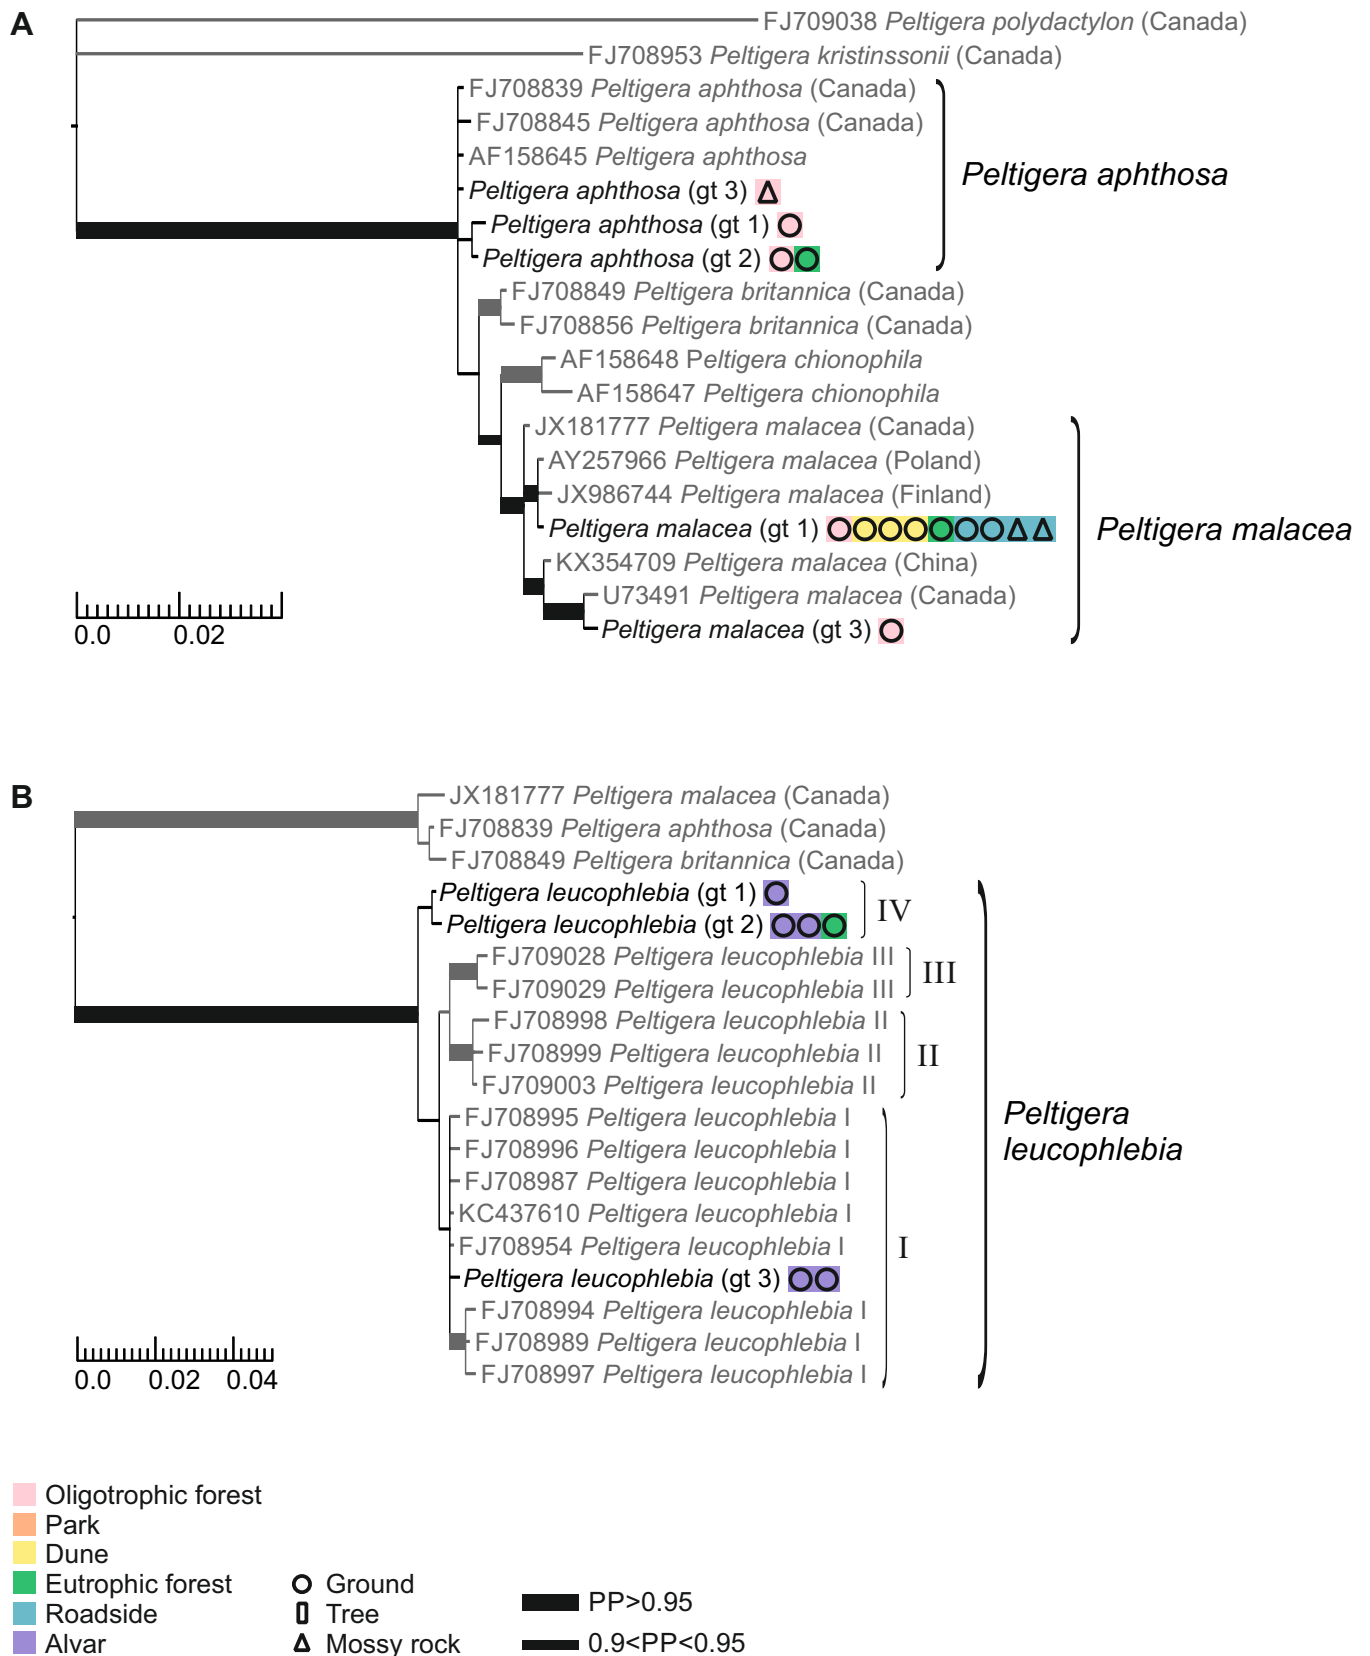 A
FJ709038 Peltigera polydactylon (Canada)
FJ708953 Peltigera kristinssonii (Canada)
FJ708839 Peltigera aphthosa (Canada)
FJ708845 Peltigera aphthosa (Canada)
AF158645 Peltigera aphthosa
Peltigera aphthosa
Peltigera aphthosa (gt 3)
Peltigera aphthosa (gt 1)
Peltigera aphthosa (gt 2)
FJ708849 Peltigera britannica (Canada)
FJ708856 Peltigera britannica (Canada)
AF158648 Peltigera chionophila
AF158647 Peltigera chionophila
JX181777 Peltigera malacea (Canada)
AY257966 Peltigera malacea (Poland)
JX986744 Peltigera malacea (Finland)
Peltigera malacea (gt 1)
Peltigera malacea
KX354709 Peltigera malacea (China)
U73491 Peltigera malacea (Canada)
Peltigera malacea (gt 3)
0.0 0.02
B
JX181777 Peltigera malacea (Canada)
FJ708839 Peltigera aphthosa (Canada)
FJ708849 Peltigera britannica (Canada)
Peltigera leucophlebia (gt 1)
IV
Peltigera leucophlebia (gt 2)
FJ709028 Peltigera leucophlebia III
III
FJ709029 Peltigera leucophlebia III
FJ708998 Peltigera leucophlebia II
FJ708999 Peltigera leucophlebia II
II
FJ709003 Peltigera leucophlebia II
FJ708995 Peltigera leucophlebia I
Peltigera
leucophlebia
FJ708996 Peltigera leucophlebia I
FJ708987 Peltigera leucophlebia I
KC437610 Peltigera leucophlebia I
FJ708954 Peltigera leucophlebia I
I
Peltigera leucophlebia (gt 3)
FJ708994 Peltigera leucophlebia I
FJ708989 Peltigera leucophlebia I
FJ708997 Peltigera leucophlebia I
0.0 0.02 0.04
Oligotrophic forest
Park
Dune
Eutrophic forest
Roadside
Alvar
Ground
Tree
Mossy rock
PP>0.95
0.9<PP<0.95